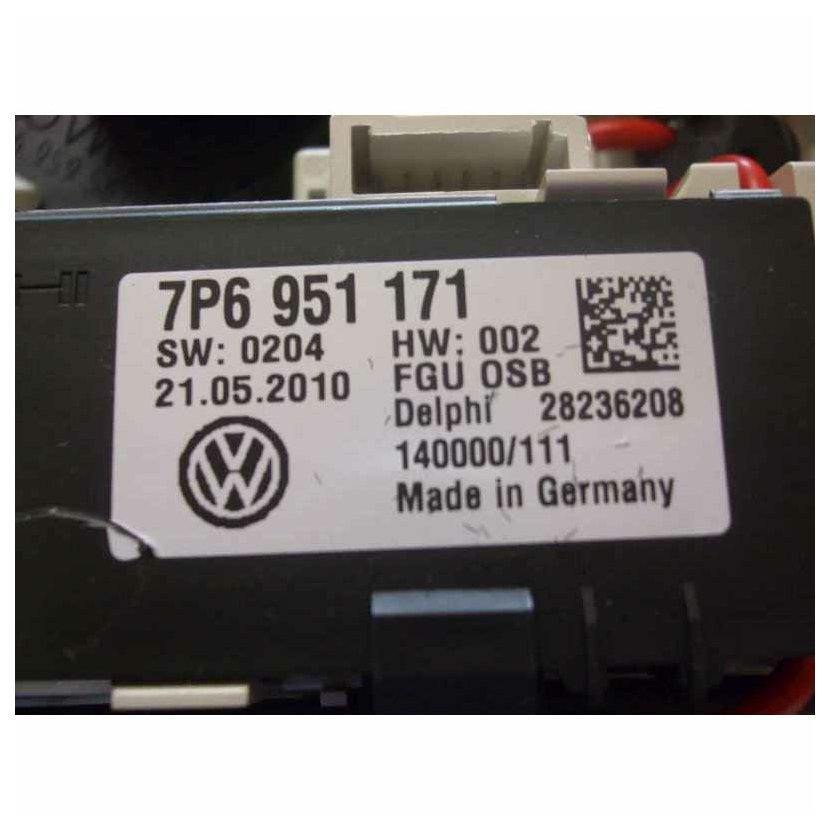 7P6 951 171
SW: 0204 HW: 002
21.05.2010 FGU OSB
Delphi 28236208
140000/111
Made in Germany